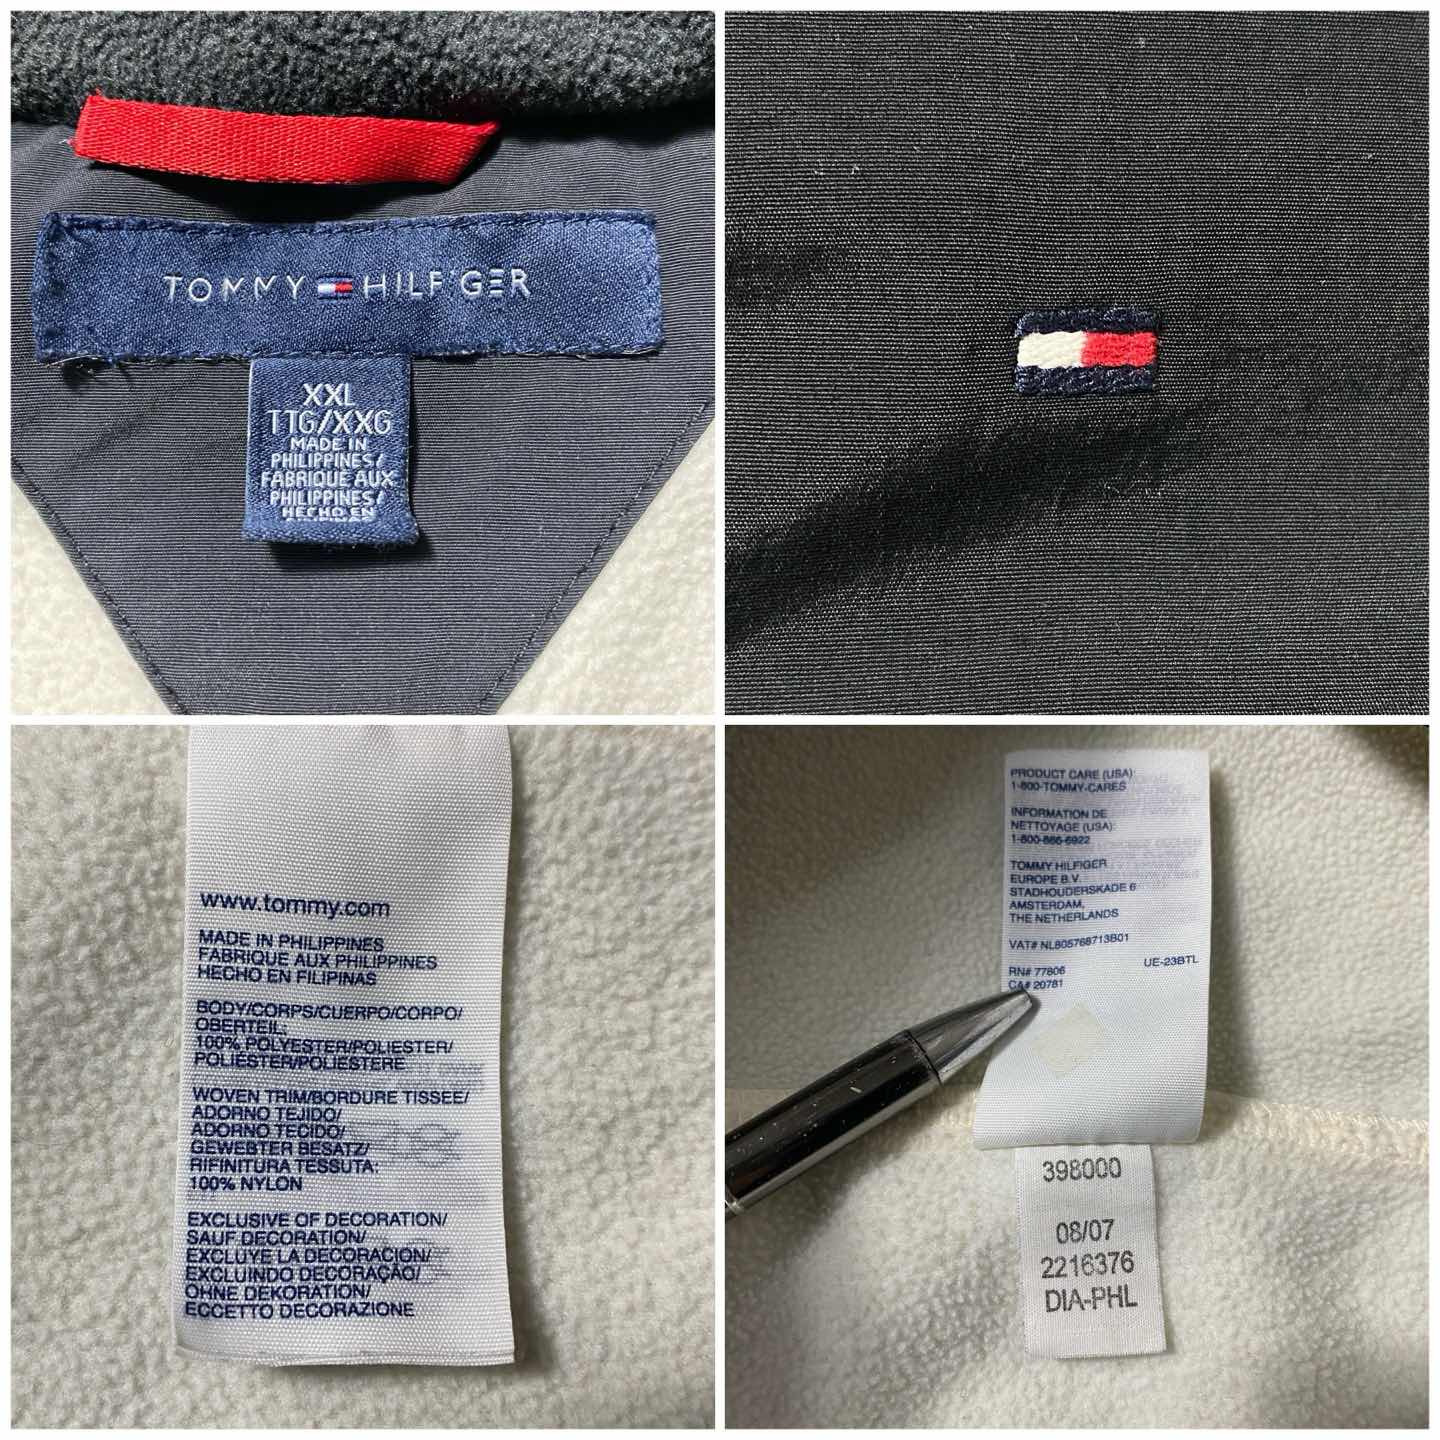 TOMMY HILFIGER
XXL
TTG/XXG
MADE IN
PHILIPPINES/
FABRIQUE AUX
PHILIPPINES/
HECHO EN
FILIPINAS
www.tommy.com
MADE IN PHILIPPINES
FABRIQUE AUX PHILIPPINES
HECHO EN FILIPINAS
BODY/CORPS/CUERPO/CORPO/
OBERTEIL:
100% POLYESTER/POLIESTER/
POLIÉSTER/POLIESTERE
WOVEN TRIM/BORDURE TISSEE/
ADORNO TEJIDO/
ADORNO TECIDO/
GEWEBTER BESATZ/
RIFINITURA TESSUTA:
100% NYLON
EXCLUSIVE OF DECORATION/
SAUF DECORATION/
EXCLUYE LA DECORACION/
EXCLUINDO DECORAÇÃO/
OHNE DEKORATION/
ECCETTO DECORAZIONE
PRODUCT CARE (USA):
1-800-TOMMY-CARES
INFORMATION DE
NETTOYAGE (USA):
1-800-866-6922
TOMMY HILFIGER
EUROPE B.V.
STADHOUDERSKADE 6
AMSTERDAM,
THE NETHERLANDS
VAT# NL805768713B01
UE-23BTL
RN# 77806
CA# 20781
398000
08/07
2216376
DIA-PHL